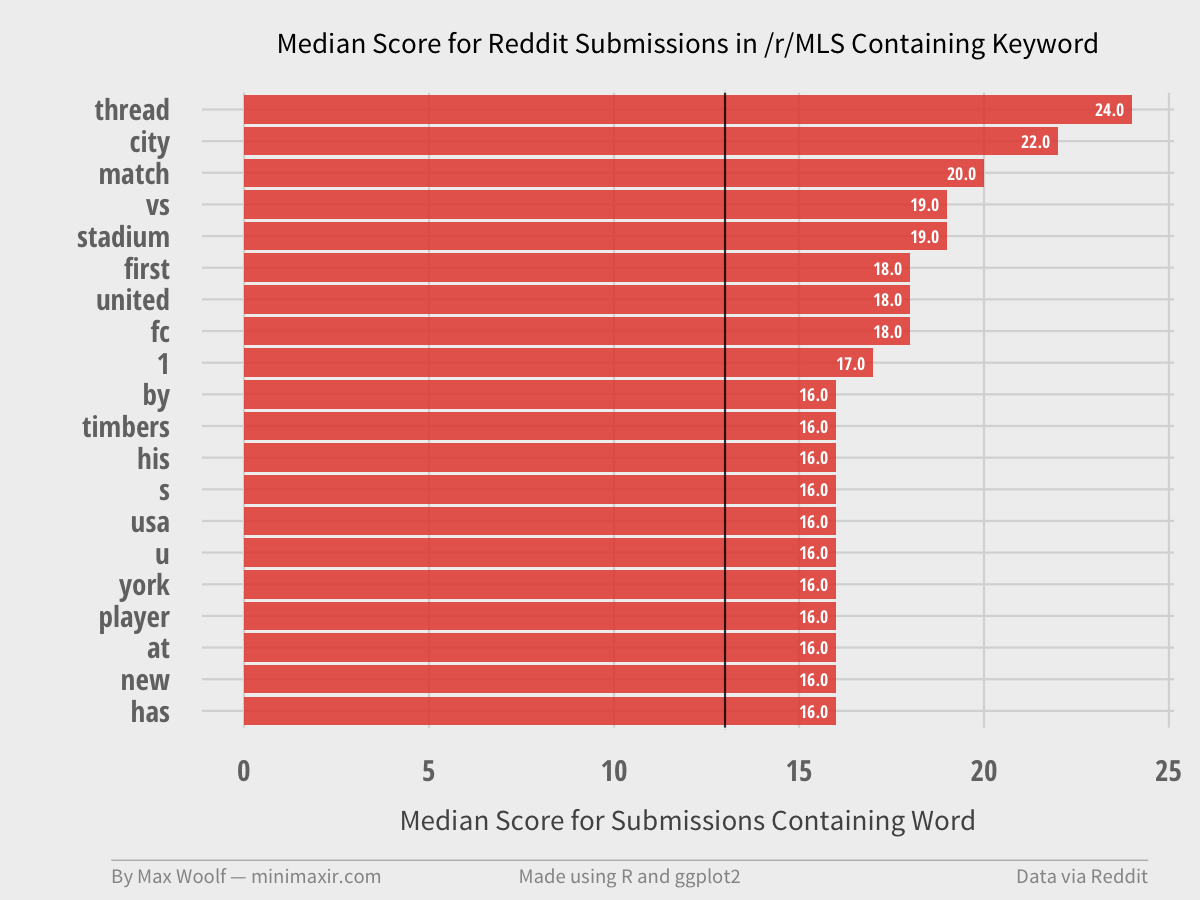 Median Score for Reddit Submissions in /r/MLS Containing Keyword
thread 24.0
city 22.0
match 20.0
vs 19.0
stadium 19.0
first 18.0
united 18.0
fc 18.0
1 17.0
by 16.0
timbers 16.0
his 16.0
s 16.0
usa 16.0
u 16.0
york 16.0
player 16.0
at 16.0
new 16.0
has 16.0
0 5 10 15 20 25
Median Score for Submissions Containing Word
By Max Woolf — minimaxir.com Made using R and ggplot2 Data via Reddit